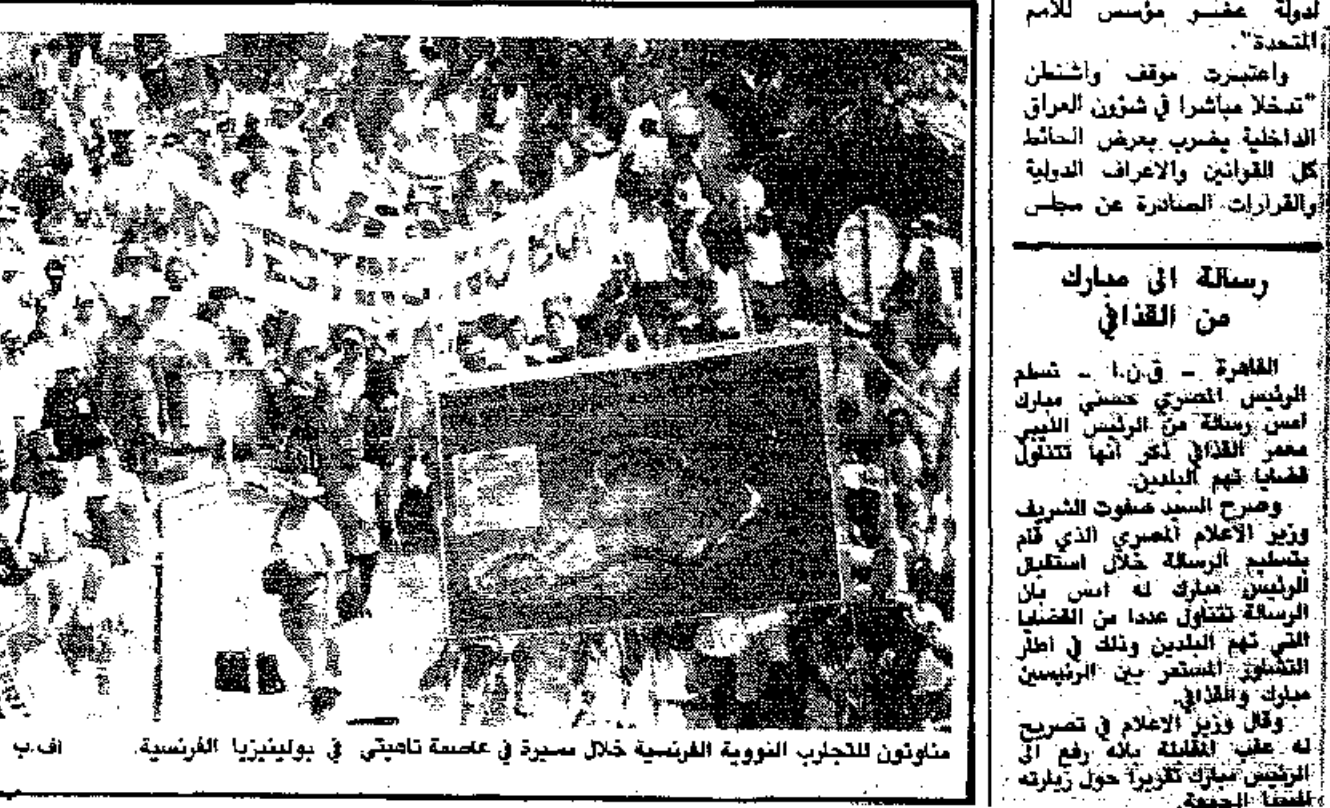 لدولة عضو مؤسس للأمم
المتحدة".
واعتبرت موقف واشنطن
"تدخلا مباشرا في شؤون العراق
الداخلية يضرب بعرض الحائط
كل القوانين والاعراف الدولية
والقرارات الصادرة عن مجلس
رسالة الى مبارك
من القذافي
القاهرة - ق.ن.ا - تسلم
الرئيس المصري حسني مبارك
امس رسالة من الرئيس الليبي
معمر القذافي ذكر أنها تتناول
قضايا تهم البلدين.
وصرح السيد صفوت الشريف
وزير الاعلام المصري الذي قام
بتسليم الرسالة خلال استقبال
الرئيس مبارك له امس بان
الرسالة تتناول عددا من القضايا
التي تهم البلدين وذلك في اطار
التشاور المستمر بين الرئيسين
مبارك والقذافي.
وقال وزير الاعلام في تصريح
له عقب المقابلة بانه رفع الى
الرئيس مبارك تقريرا حول زيارته
مناوئون للتجارب النووية الفرنسية خلال مسيرة في عاصمة تاهيتي في بولينيزيا الفرنسية.
اف.ب